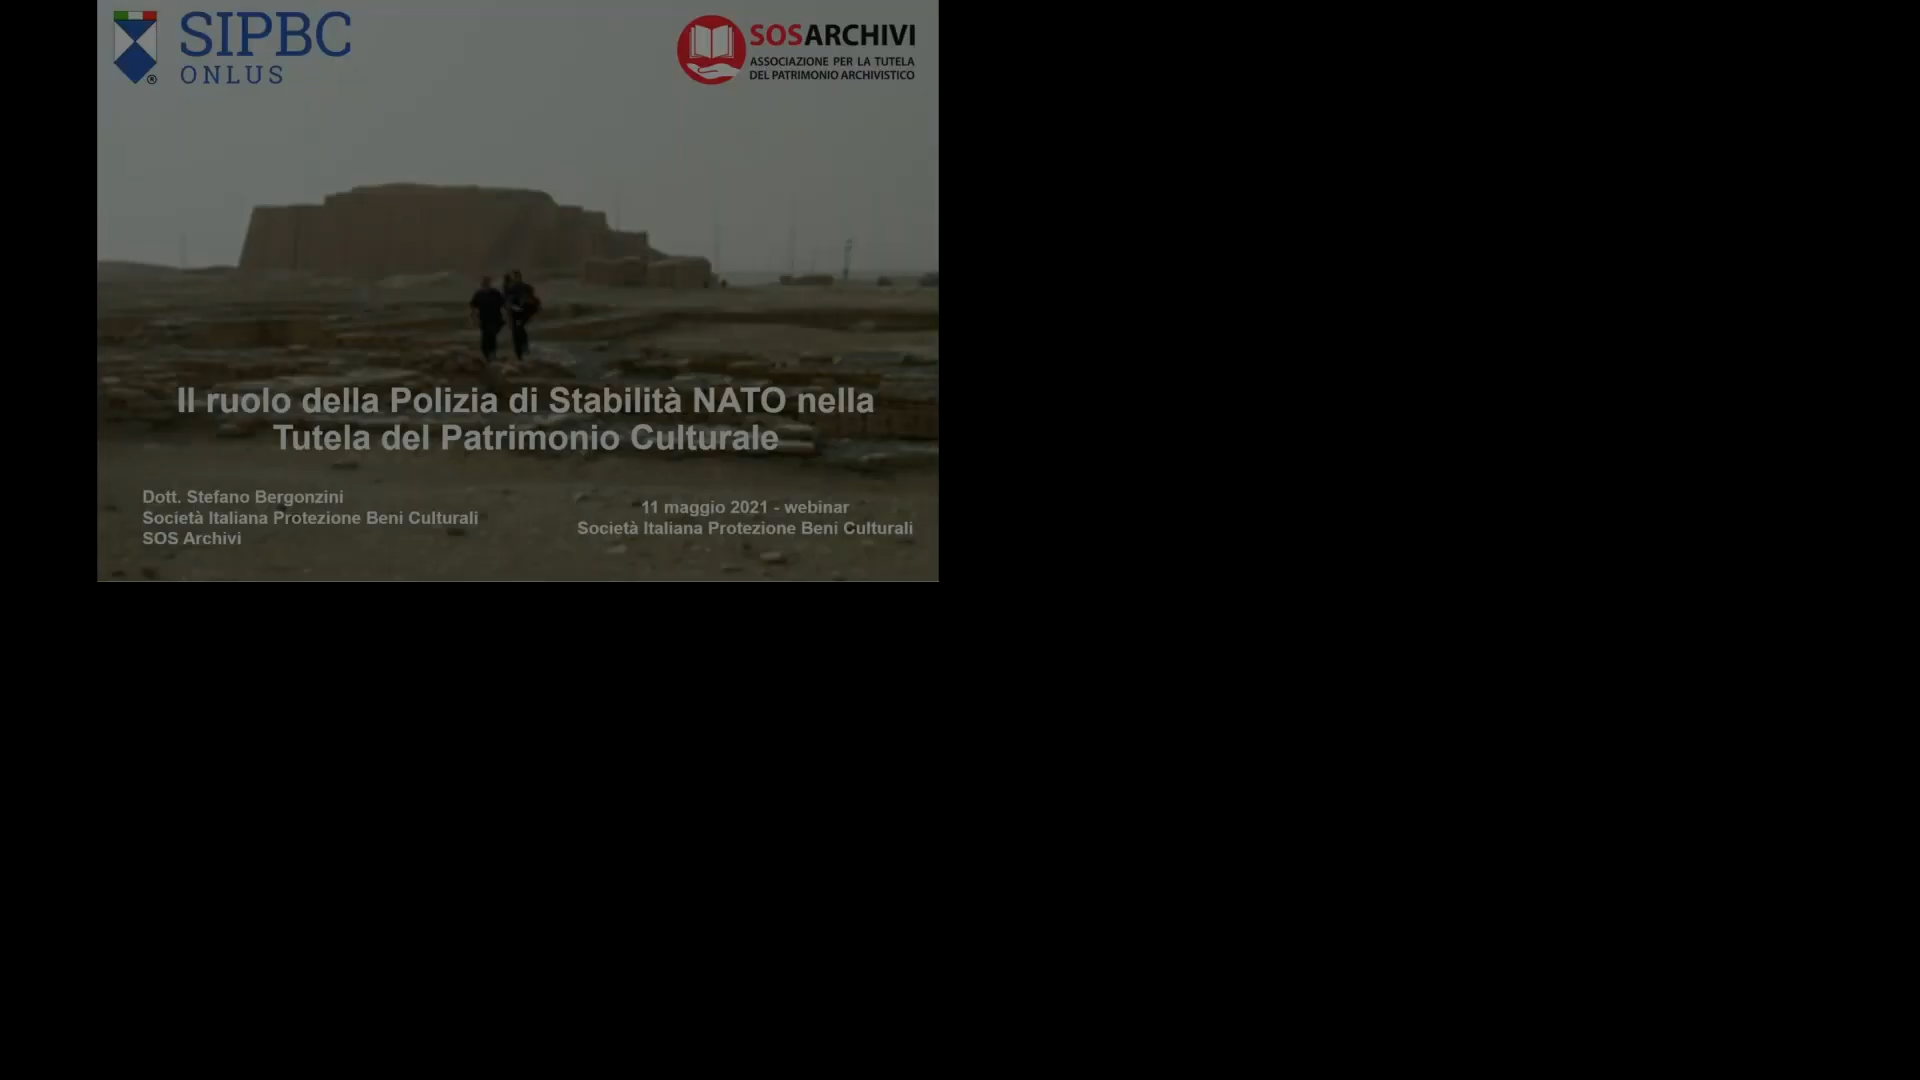 SIPBC
ONLUS
®
SOSARCHIVI
ASSOCIAZIONE PER LA TUTELA
DEL PATRIMONIO ARCHIVISTICO
Il ruolo della Polizia di Stabilità NATO nella
Tutela del Patrimonio Culturale
Dott. Stefano Bergonzini
Società Italiana Protezione Beni Culturali
SOS Archivi
11 maggio 2021 - webinar
Società Italiana Protezione Beni Culturali